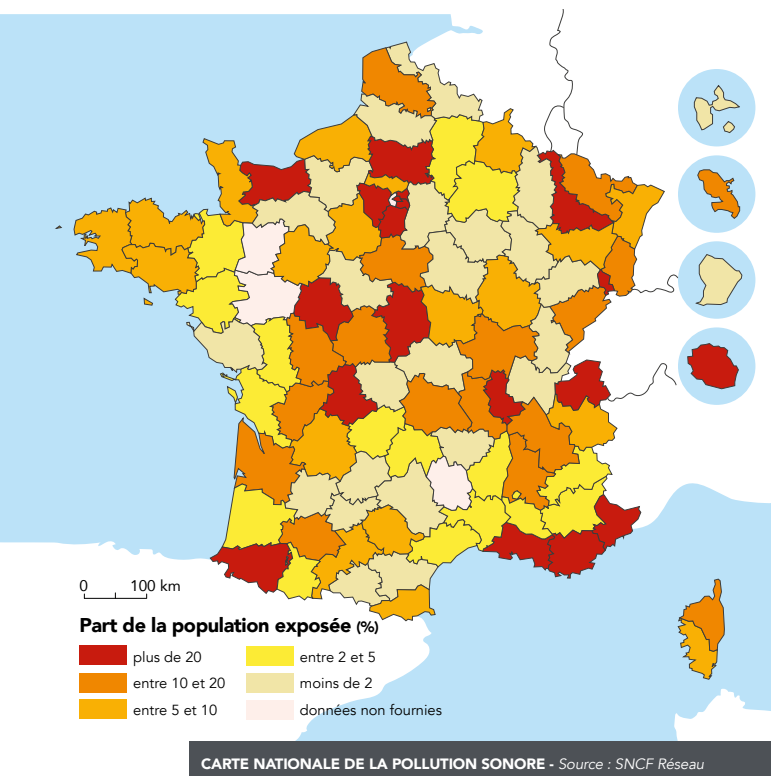 0 100 km
Part de la population exposée (%)
plus de 20
entre 10 et 20
entre 5 et 10
entre 2 et 5
moins de 2
données non fournies
CARTE NATIONALE DE LA POLLUTION SONORE - Source : SNCF Réseau